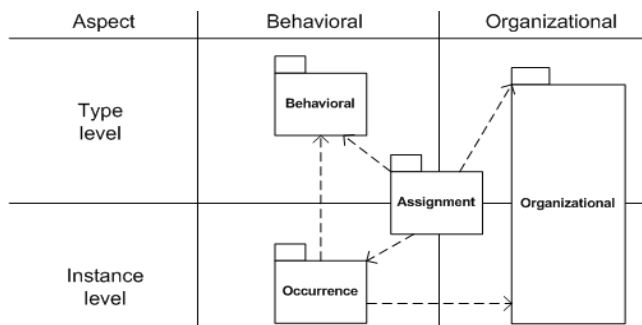 Aspect
Behavioral
Organizational
Type
level
Behavioral
Assignment
Organizational
Instance
level
Occurrence